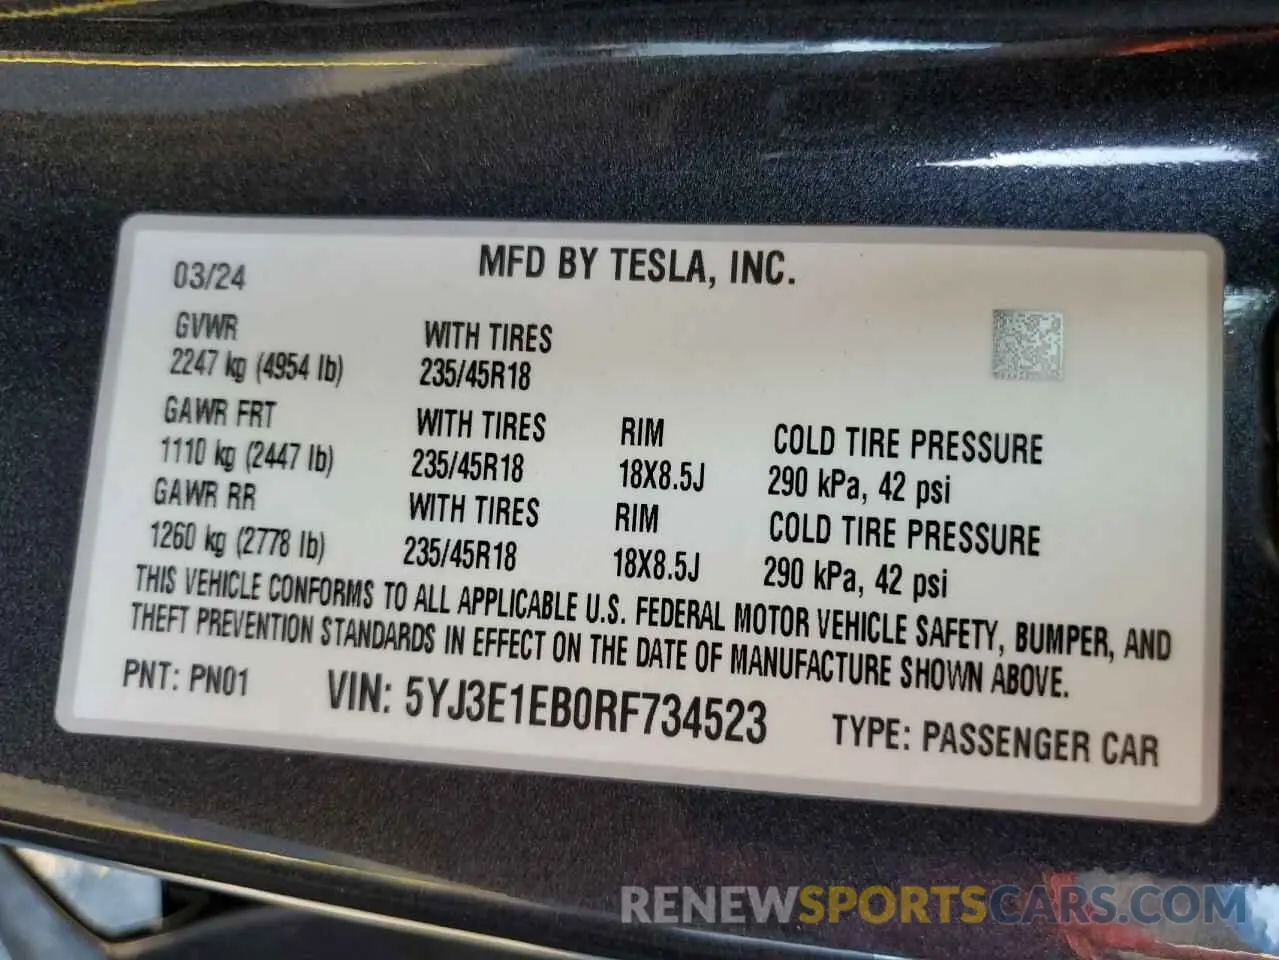 MFD BY TESLA, INC.
03/24
GVWR WITH TIRES
2247 kg (4954 lb) 235/45R18
GAWR FRT WITH TIRES RIM COLD TIRE PRESSURE
1110 kg (2447 lb) 235/45R18 18X8.5J 290 kPa, 42 psi
GAWR RR WITH TIRES RIM COLD TIRE PRESSURE
1260 kg (2778 lb) 235/45R18 18X8.5J 290 kPa, 42 psi
THIS VEHICLE CONFORMS TO ALL APPLICABLE U.S. FEDERAL MOTOR VEHICLE SAFETY, BUMPER, AND
THEFT PREVENTION STANDARDS IN EFFECT ON THE DATE OF MANUFACTURE SHOWN ABOVE.
PNT: PN01 VIN: 5YJ3E1EB0RF734523 TYPE: PASSENGER CAR
RENEWSPORTSCARS.COM